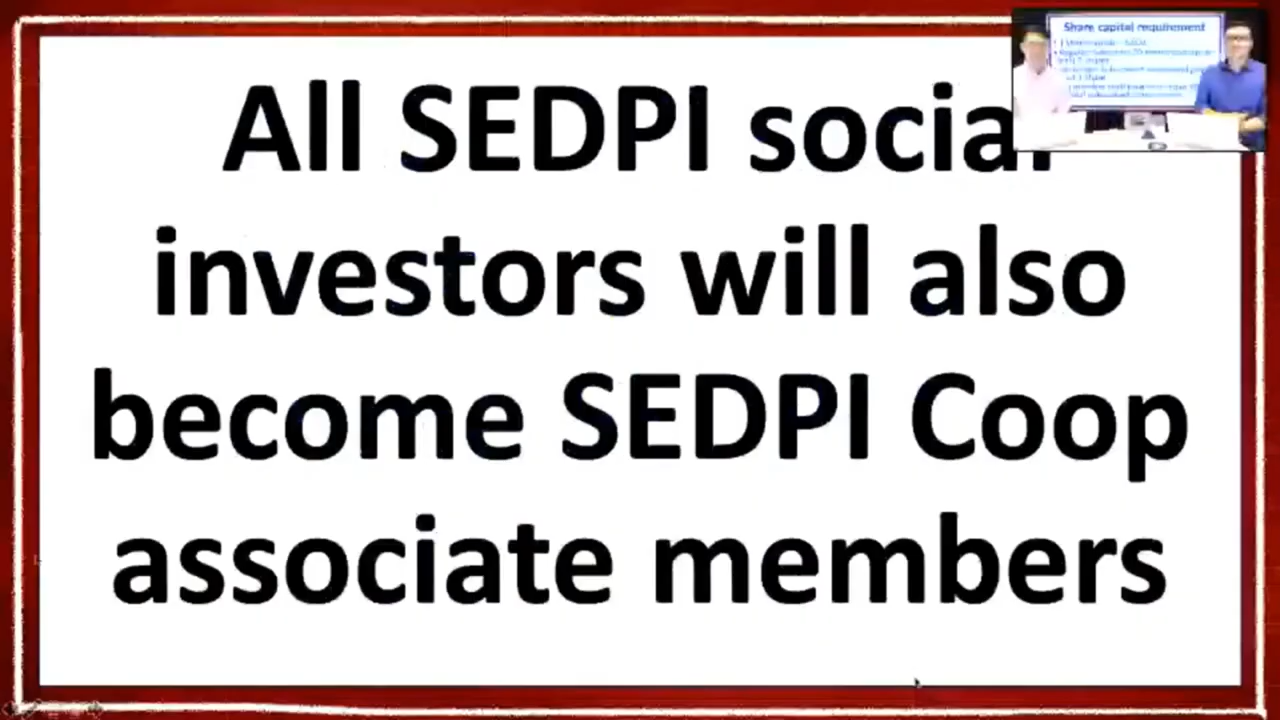 All SEDPI social
investors will also
become SEDPI Coop
associate members
Share capital requirement